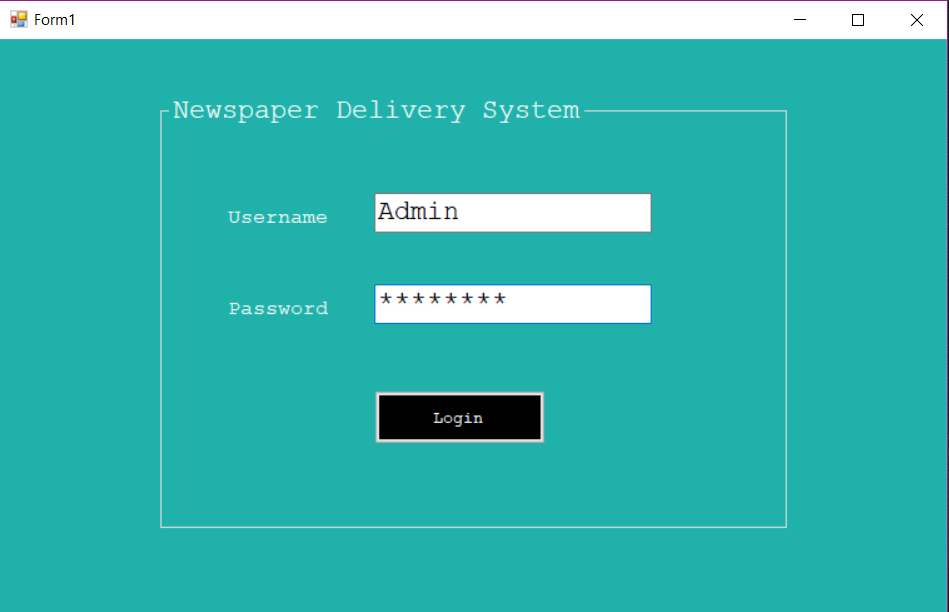 Form1
Newspaper Delivery System
Username
Admin
Password
********
Login